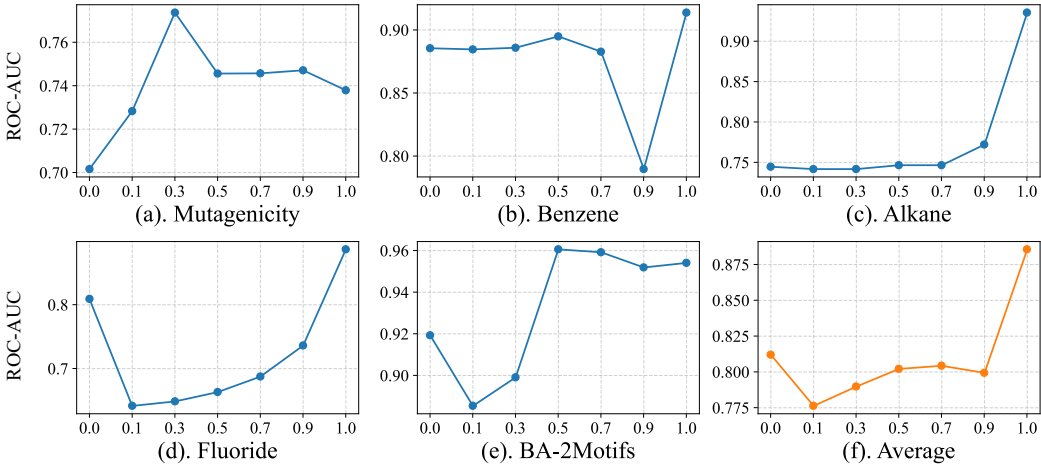 ROC-AUC
0.76
0.74
0.72
0.70
0.0 0.1 0.3 0.5 0.7 0.9 1.0
(a). Mutagenicity
0.90
0.85
0.80
0.0 0.1 0.3 0.5 0.7 0.9 1.0
(b). Benzene
0.90
0.85
0.80
0.75
0.0 0.1 0.3 0.5 0.7 0.9 1.0
(c). Alkane
ROC-AUC
0.8
0.7
0.0 0.1 0.3 0.5 0.7 0.9 1.0
(d). Fluoride
0.96
0.94
0.92
0.90
0.0 0.1 0.3 0.5 0.7 0.9 1.0
(e). BA-2Motifs
0.875
0.850
0.825
0.800
0.775
0.0 0.1 0.3 0.5 0.7 0.9 1.0
(f). Average